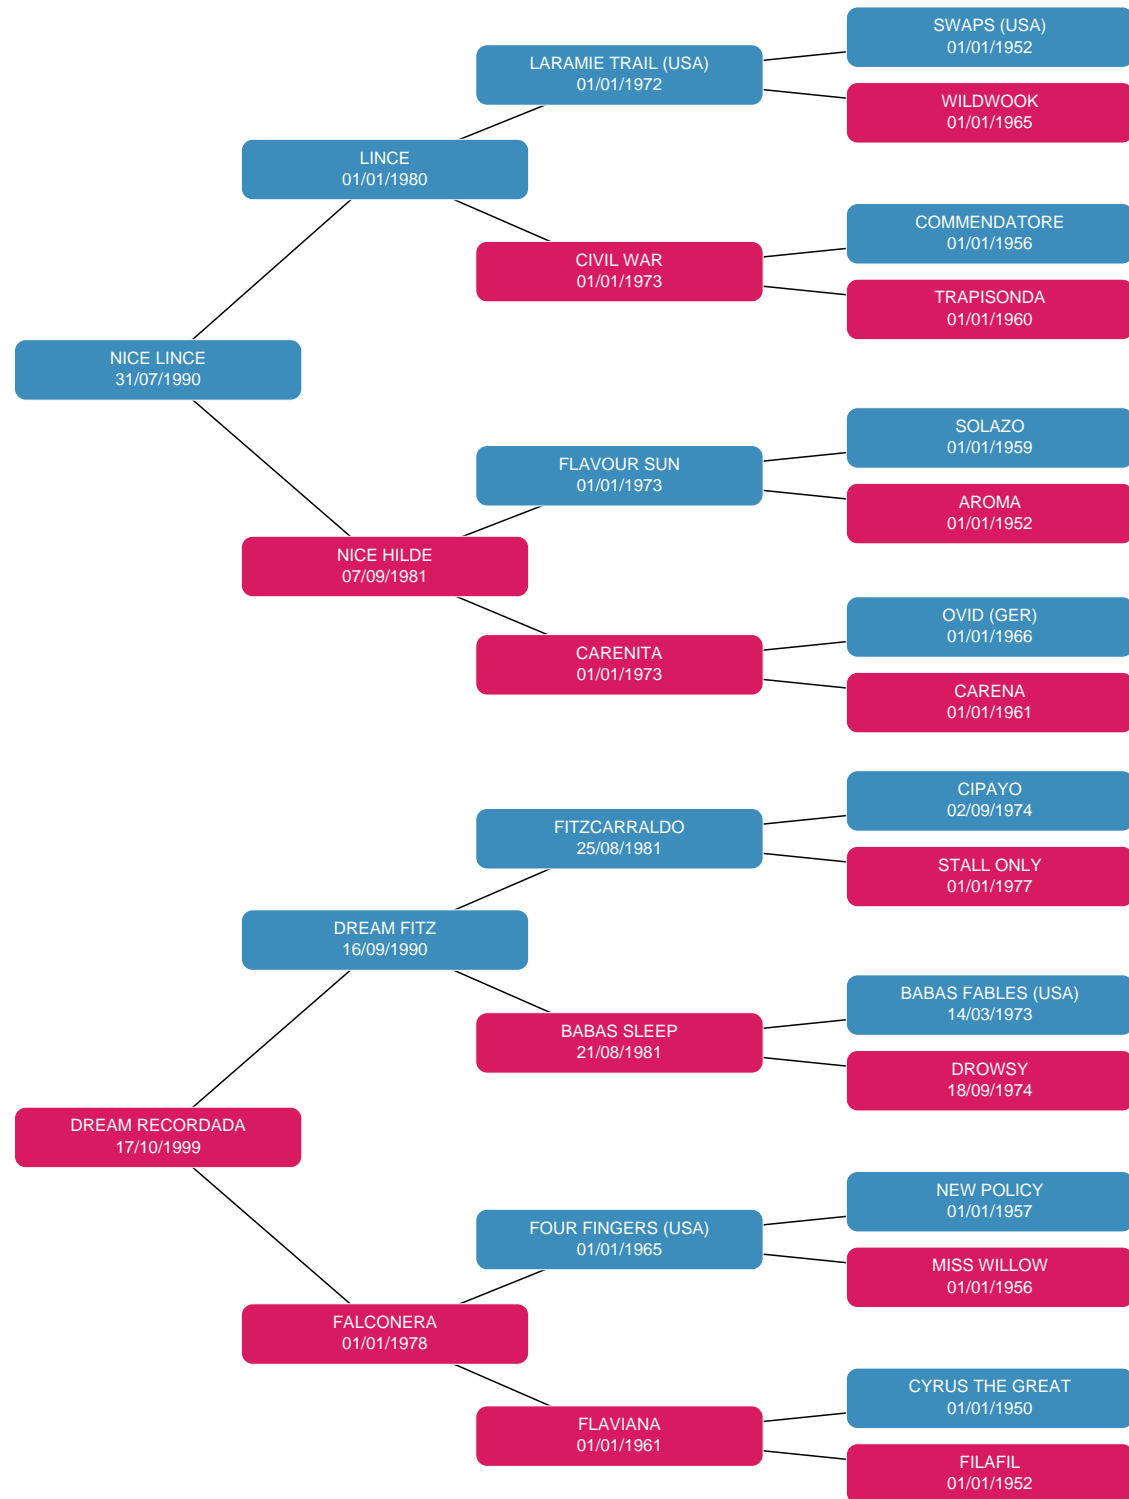 SWAPS (USA)
01/01/1952
LARAMIE TRAIL (USA)
01/01/1972
WILDWOOK
01/01/1965
LINCE
01/01/1980
COMMENDATORE
01/01/1956
CIVIL WAR
01/01/1973
TRAPISONDA
01/01/1960
NICE LINCE
31/07/1990
SOLAZO
01/01/1959
FLAVOUR SUN
01/01/1973
AROMA
01/01/1952
NICE HILDE
07/09/1981
OVID (GER)
01/01/1966
CARENITA
01/01/1973
CARENA
01/01/1961
CIPAYO
02/09/1974
FITZCARRALDO
25/08/1981
STALL ONLY
01/01/1977
DREAM FITZ
16/09/1990
BABAS FABLES (USA)
14/03/1973
BABAS SLEEP
21/08/1981
DROWSY
18/09/1974
DREAM RECORDADA
17/10/1999
NEW POLICY
01/01/1957
FOUR FINGERS (USA)
01/01/1965
MISS WILLOW
01/01/1956
FALCONERA
01/01/1978
CYRUS THE GREAT
01/01/1950
FLAVIANA
01/01/1961
FILAFIL
01/01/1952